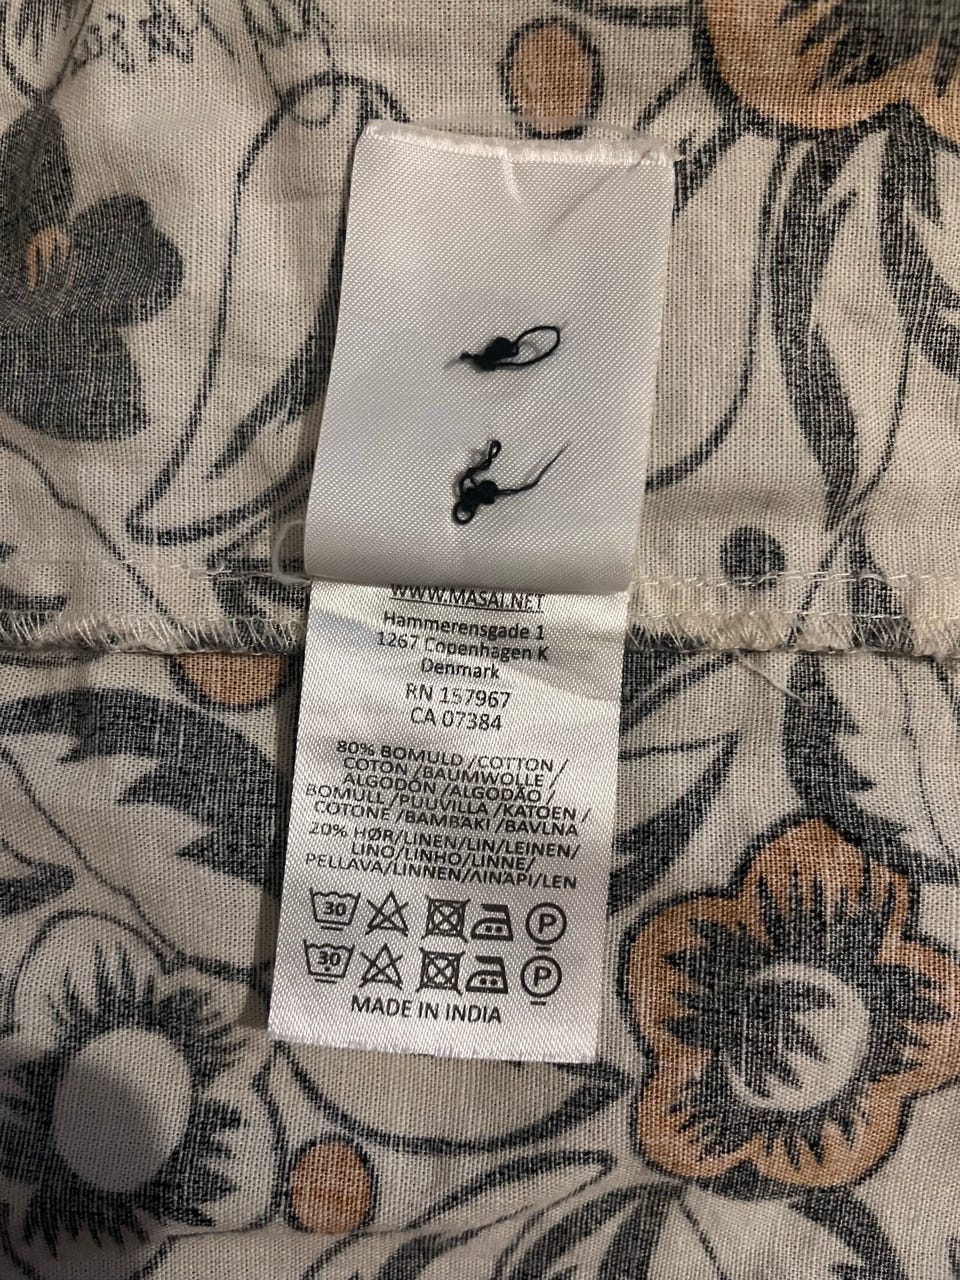 WWW.MASAI.NET
Hammerensgade 1
1267 Copenhagen K
Denmark
RN 157967
CA 07384
80% BOMULD /COTTON /
COTON /BAUMWOLLE /
ALGODÓN /ALGODÃO /
BOMULL /PUUVILLA /KATOEN /
COTONE /BAMBAKI /BAVLNA
20% HØR/LINEN/LIN/LEINEN/
LINO/LINHO/LINNE/
PELLAVA/LINNEN/ΛΙΝΑΡΙ/LEN
30 P
30 P
MADE IN INDIA